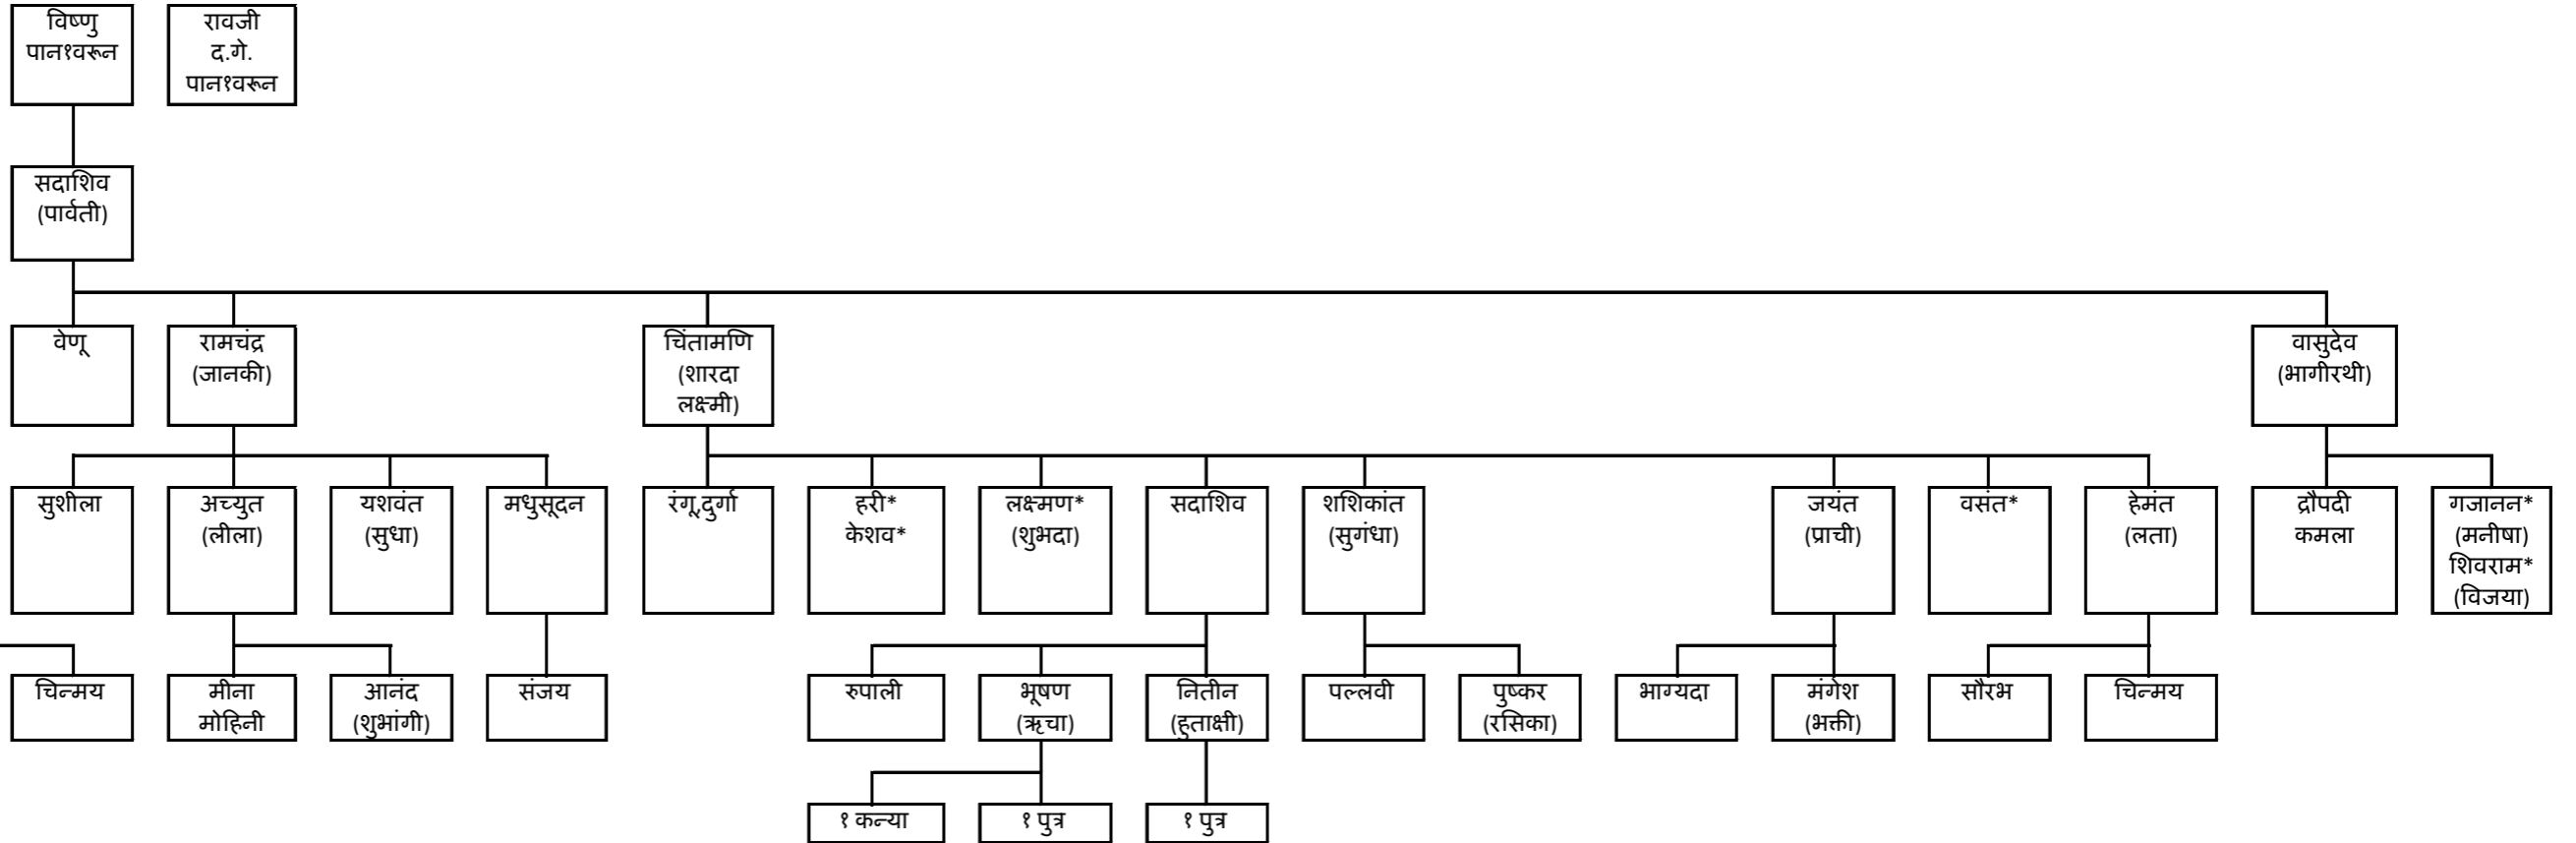 विष्णु
पान१वरून
रावजी
द.गे.
पान१वरून
सदाशिव
(पार्वती)
वेणू
रामचंद्र
(जानकी)
चिंतामणि
(शारदा
लक्ष्मी)
वासुदेव
(भागीरथी)
सुशीला
अच्युत
(लीला)
यशवंत
(सुधा)
मधुसूदन
रंगू,दुर्गा
हरी*
केशव*
लक्ष्मण*
(शुभदा)
सदाशिव
शशिकांत
(सुगंधा)
जयंत
(प्राची)
वसंत*
हेमंत
(लता)
द्रौपदी
कमला
गजानन*
(मनीषा)
शिवराम*
(विजया)
चिन्मय
मीना
मोहिनी
आनंद
(शुभांगी)
संजय
रुपाली
भूषण
(ऋचा)
नितीन
(हुताक्षी)
पल्लवी
पुष्कर
(रसिका)
भाग्यदा
मंगेश
(भक्ती)
सौरभ
चिन्मय
१ कन्या
१ पुत्र
१ पुत्र